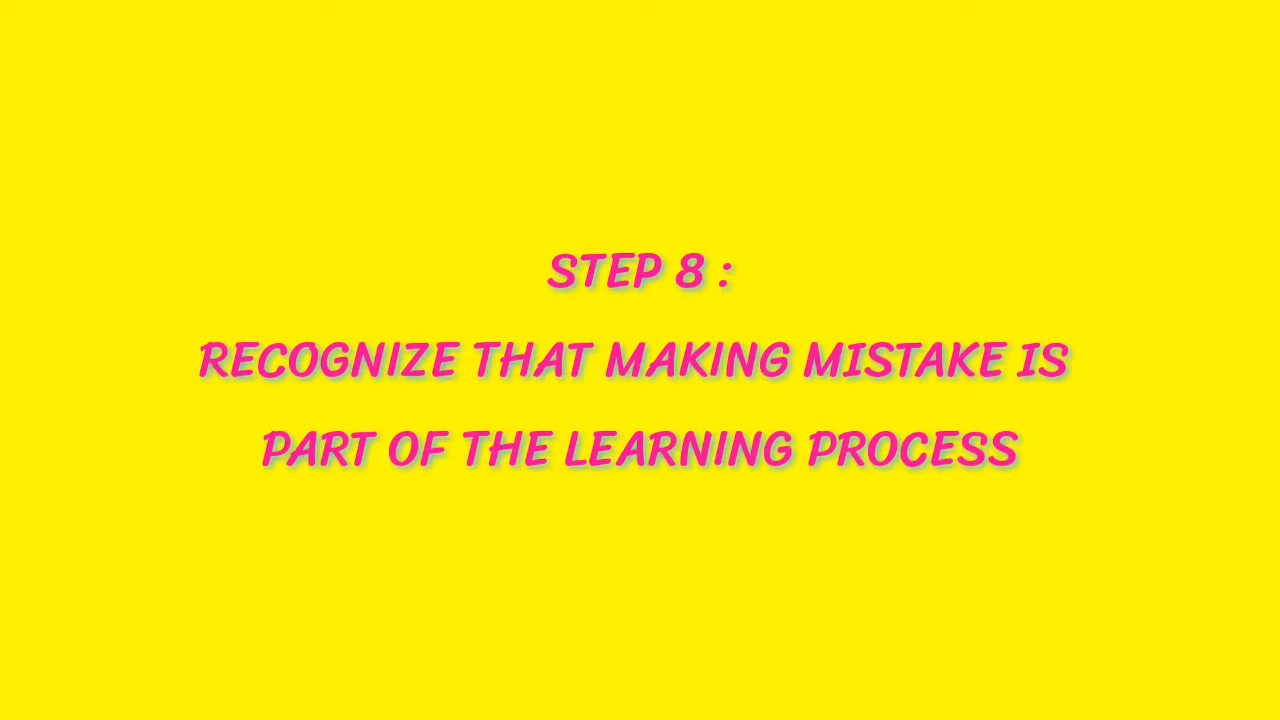 STEP 8 :
RECOGNIZE THAT MAKING MISTAKE IS
PART OF THE LEARNING PROCESS